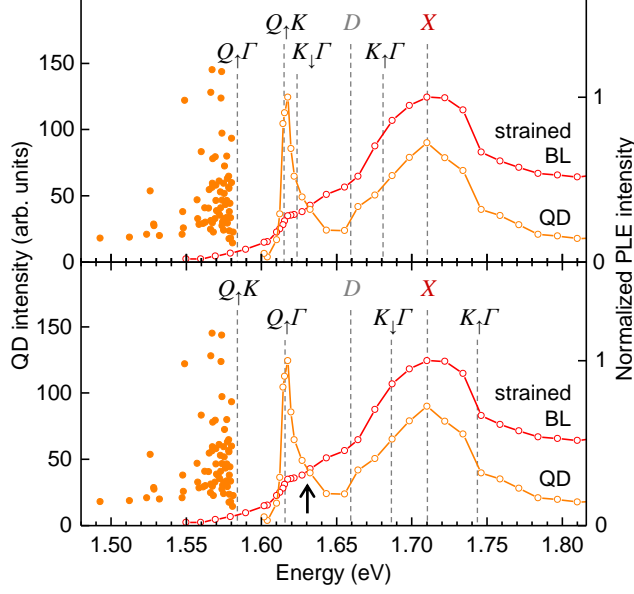 Q↑K D X
Q↑Γ K↓Γ K↑Γ
150
100
50
0
1
0
strained
BL
QD
Q↑K D X
Q↑Γ K↓Γ K↑Γ
150
100
50
0
1
0
strained
BL
QD
1.50 1.55 1.60 1.65 1.70 1.75 1.80
Energy (eV)
QD intensity (arb. units)
Normalized PLE intensity